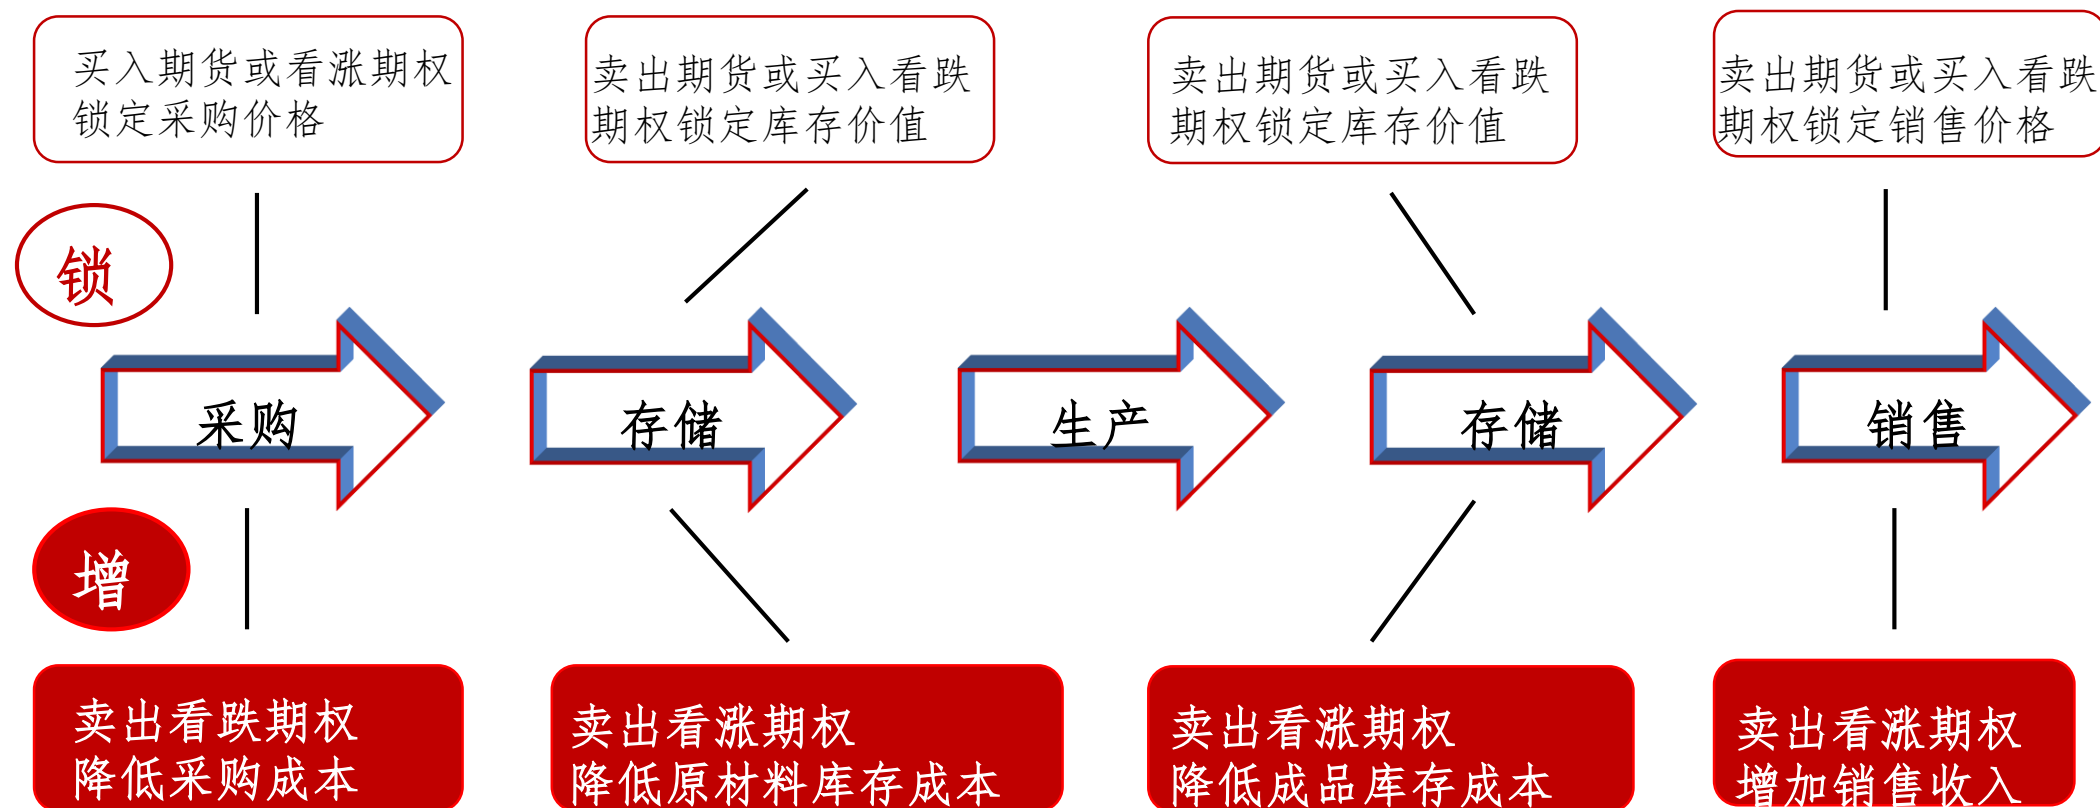 买入期货或看涨期权
锁定采购价格
卖出期货或买入看跌
期权锁定库存价值
卖出期货或买入看跌
期权锁定库存价值
卖出期货或买入看跌
期权锁定销售价格
锁
采购
存储
生产
存储
销售
增
卖出看跌期权
降低采购成本
卖出看涨期权
降低原材料库存成本
卖出看涨期权
降低成品库存成本
卖出看涨期权
增加销售收入